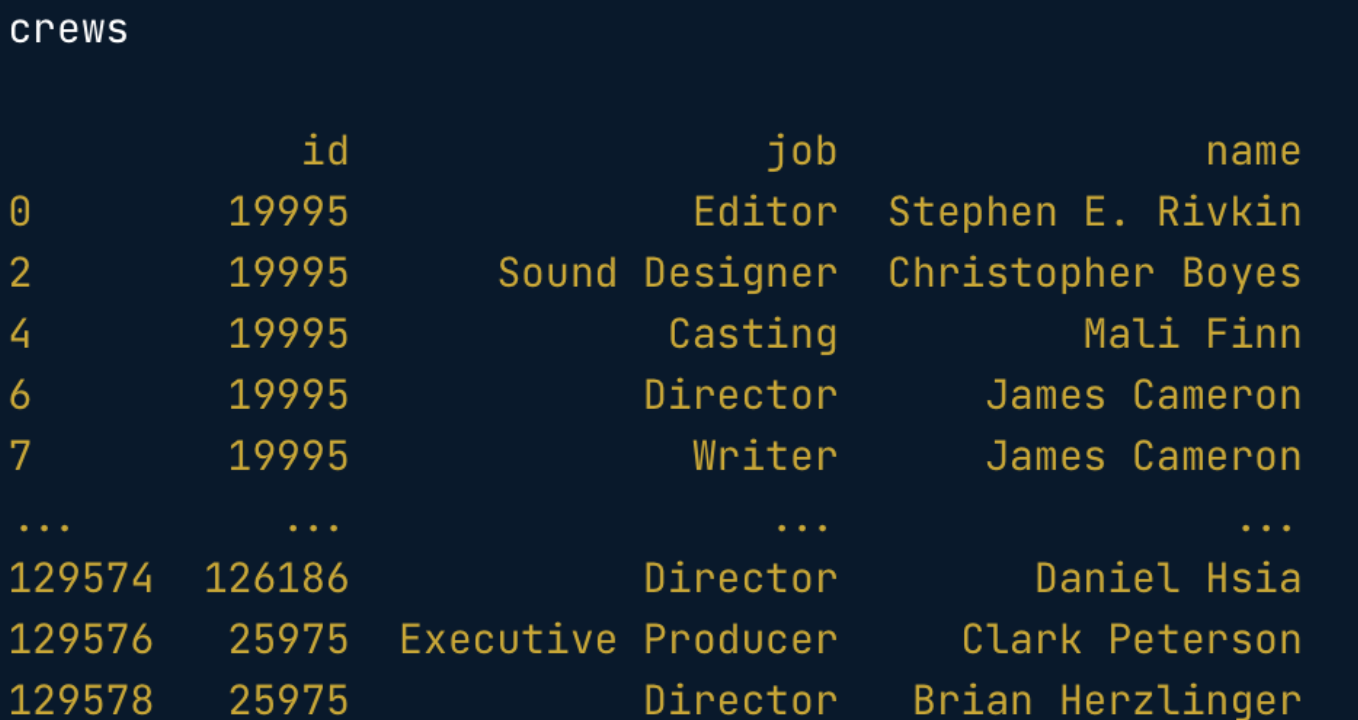 crews
id job name
0 19995 Editor Stephen E. Rivkin
2 19995 Sound Designer Christopher Boyes
4 19995 Casting Mali Finn
6 19995 Director James Cameron
7 19995 Writer James Cameron
... ... ... ...
129574 126186 Director Daniel Hsia
129576 25975 Executive Producer Clark Peterson
129578 25975 Director Brian Herzlinger